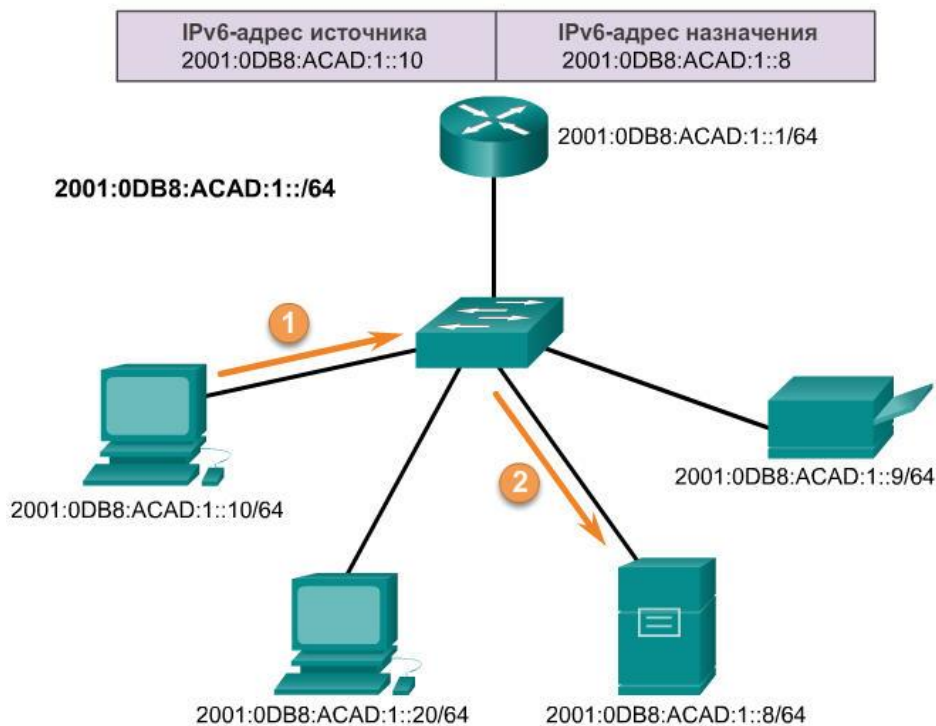 IPv6-адрес источника
2001:0DB8:ACAD:1::10
IPv6-адрес назначения
2001:0DB8:ACAD:1::8
2001:0DB8:ACAD:1::1/64
2001:0DB8:ACAD:1::/64
1
2001:0DB8:ACAD:1::10/64
2
2001:0DB8:ACAD:1::9/64
2001:0DB8:ACAD:1::20/64
2001:0DB8:ACAD:1::8/64